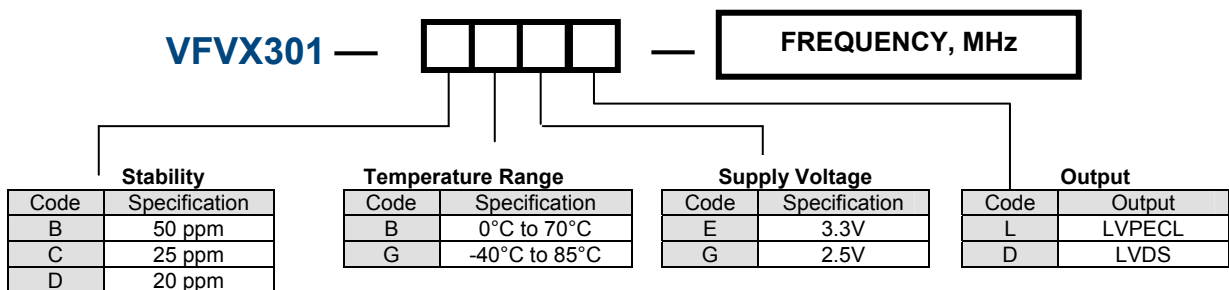 VFVX301 — — FREQUENCY, MHz
Stability
Code Specification
B 50 ppm
C 25 ppm
D 20 ppm
Temperature Range
Code Specification
B 0°C to 70°C
G -40°C to 85°C
Supply Voltage
Code Specification
E 3.3V
G 2.5V
Output
Code Output
L LVPECL
D LVDS